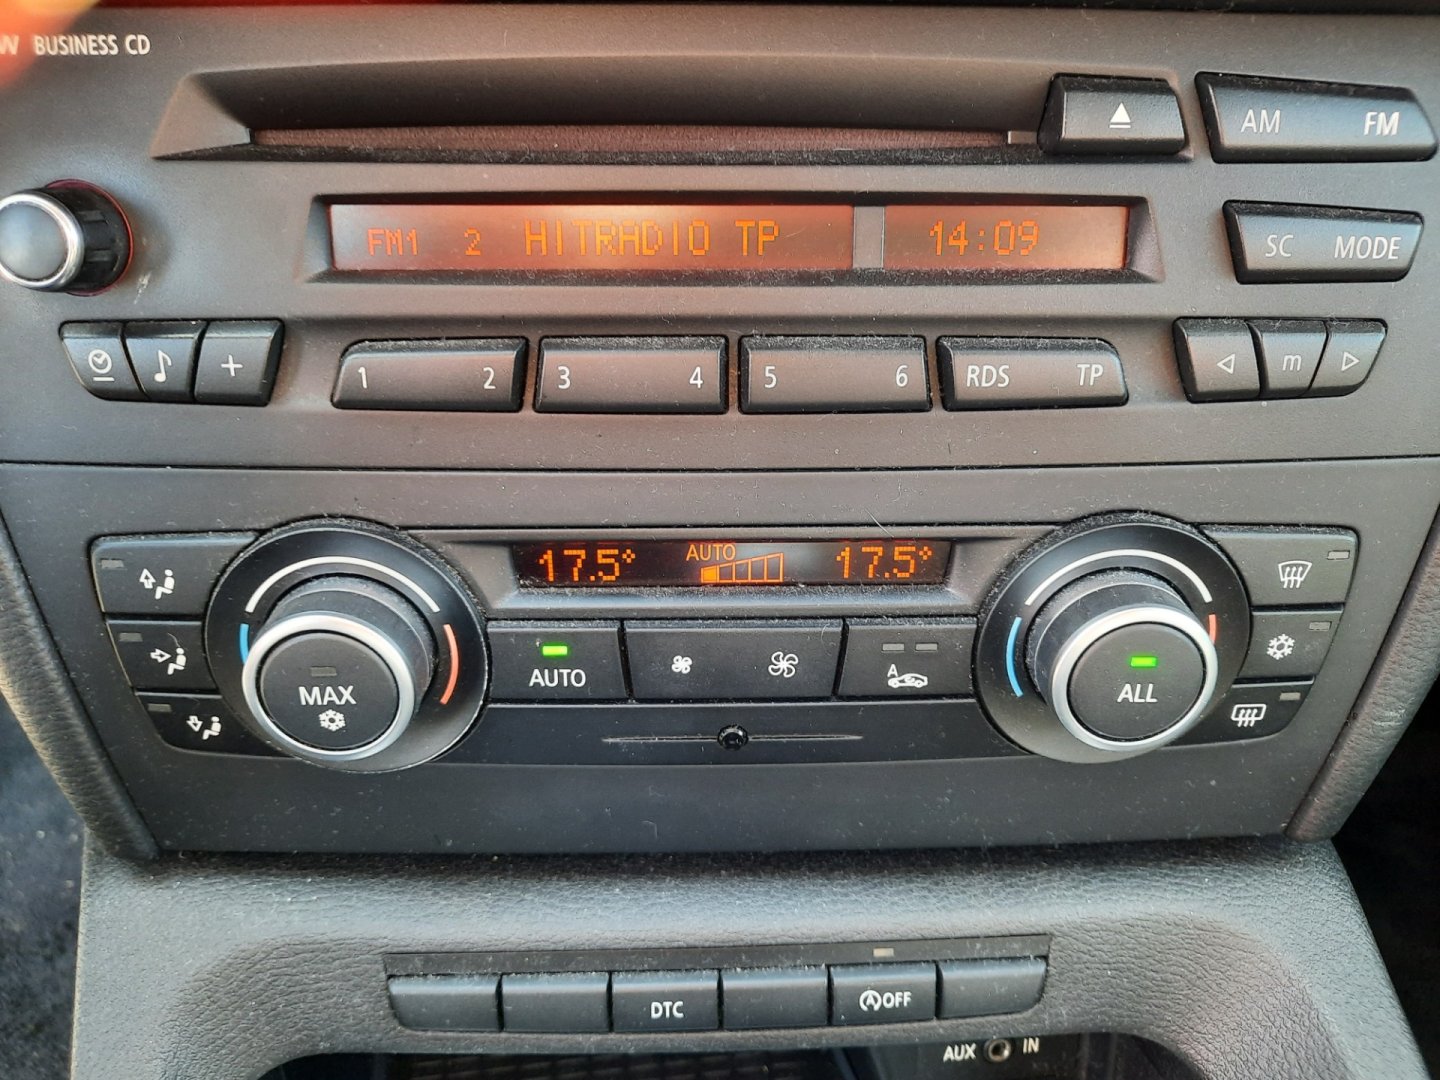 W BUSINESS CD
AM FM
FM1 2 HITRADIO TP 14:09
SC MODE
+ 1 2 3 4 5 6 RDS TP m
17.5° AUTO 17.5°
AUTO
A
MAX
ALL
DTC
A OFF
AUX IN